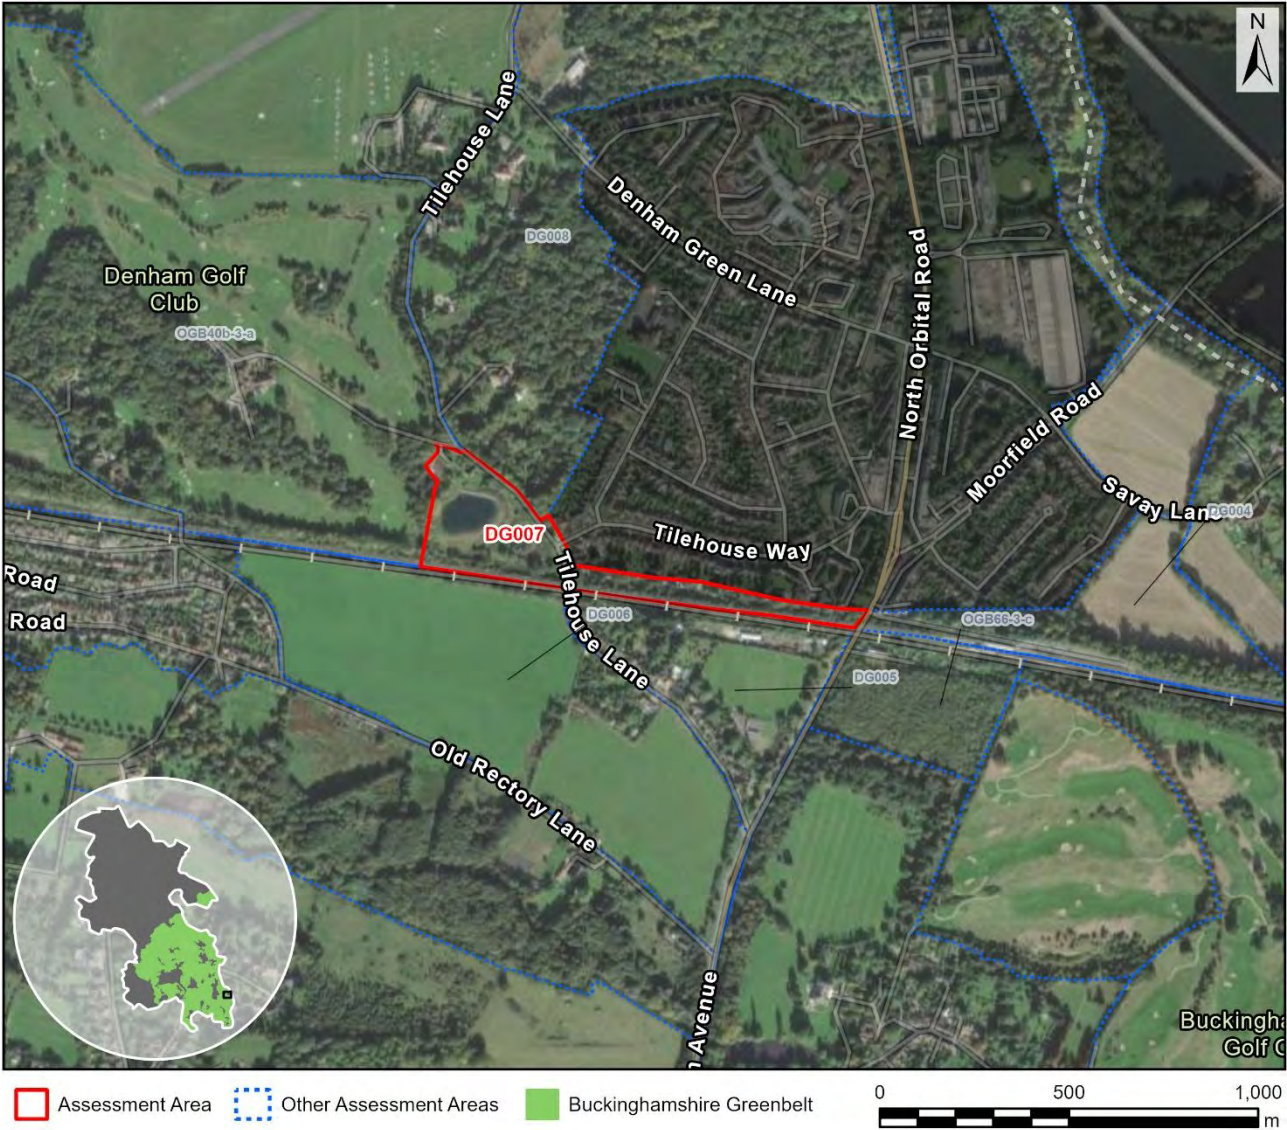 N
Tilehouse Lane
Denham Green Lane
DG008
Denham Golf
Club
OGB40b-3-a
North Orbital Road
Moorfield Road
Savay Lane
DG004
DG007
Tilehouse Way
Road
Road
DG006
Tilehouse Lane
OGB66-3-c
DG005
Old Rectory Lane
n Avenue
Buckingha
Golf C
Assessment Area
Other Assessment Areas
Buckinghamshire Greenbelt
0 500 1,000
m